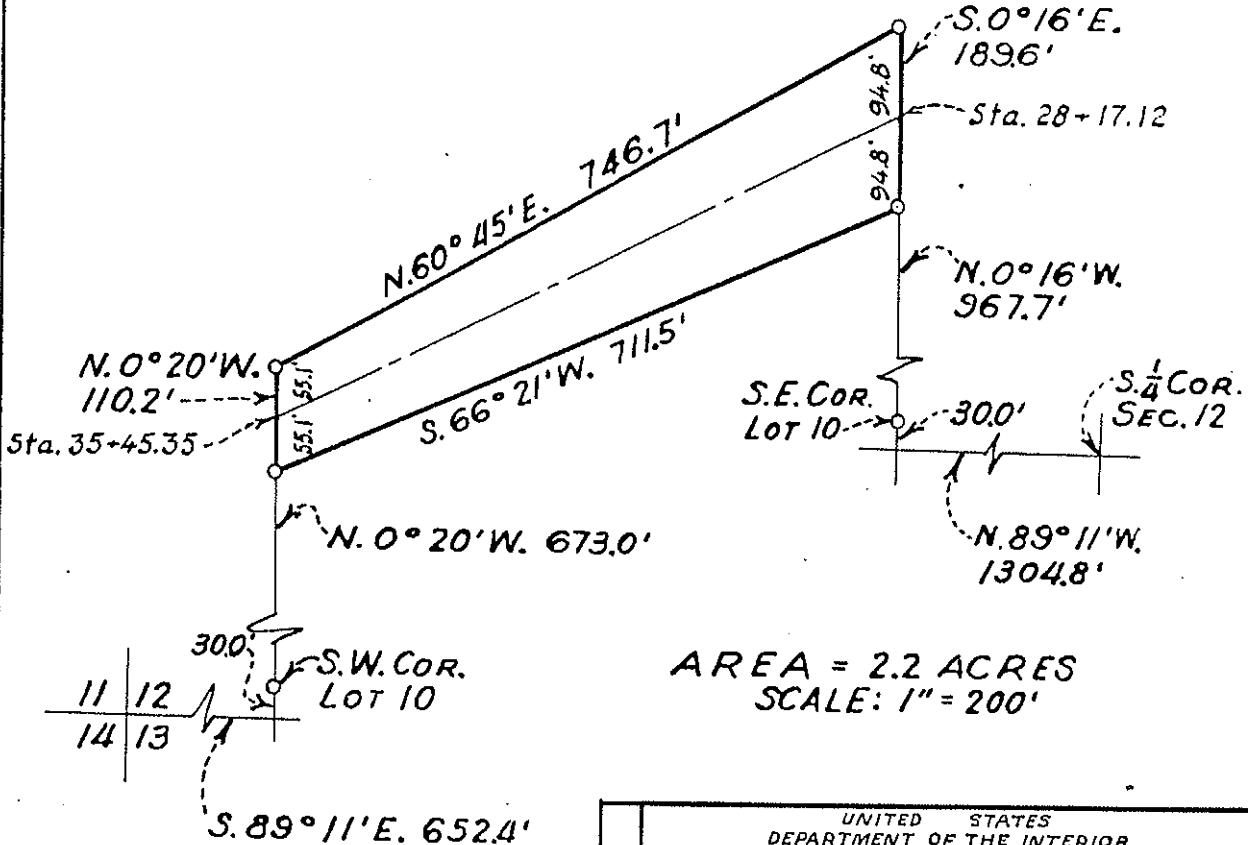 S. 0° 16' E.
189.6'
94.8'
Sta. 28+17.12
94.8'
N. 60° 45' E. 746.7'
N. 0° 16' W.
967.7'
N. 0° 20' W.
110.2'
55.1'
55.1'
Sta. 35+45.35
S. 66° 21' W. 711.5'
S.E. COR.
LOT 10
30.0'
S. 1/4 COR.
SEC. 12
N. 0° 20' W. 673.0'
N. 89° 11' W.
1304.8'
30.0'
S.W. COR.
LOT 10
11 12
14 13
AREA = 2.2 ACRES
SCALE: 1" = 200'
S. 89° 11' E. 652.4'
UNITED STATES
DEPARTMENT OF THE INTERIOR